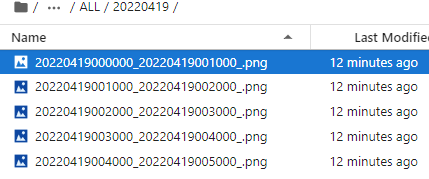 / ··· / ALL / 20220419 /
Name Last Modifie
20220419000000_20220419001000_.png 12 minutes ago
20220419001000_20220419002000_.png 12 minutes ago
20220419002000_20220419003000_.png 12 minutes ago
20220419003000_20220419004000_.png 12 minutes ago
20220419004000_20220419005000_.png 12 minutes ago